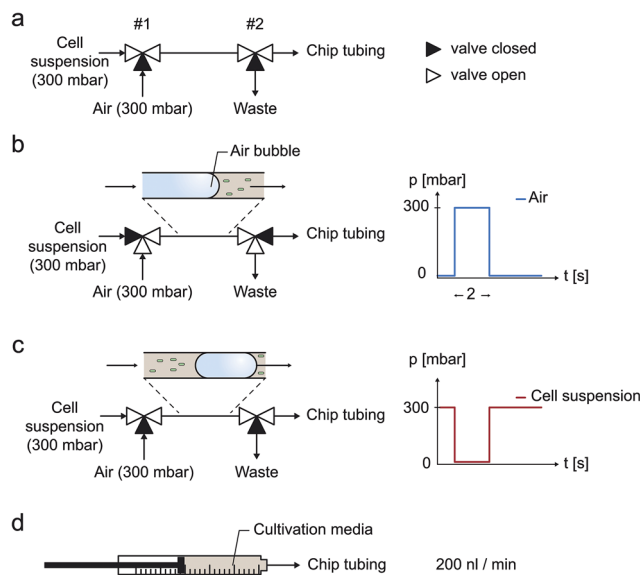 a
#1
#2
Cell
suspension
(300 mbar)
Chip tubing
Air (300 mbar)
Waste
valve closed
valve open
b
Air bubble
Cell
suspension
(300 mbar)
Chip tubing
Air (300 mbar)
Waste
p [mbar]
300
0
Air
t [s]
←2→
c
Cell
suspension
(300 mbar)
Chip tubing
Air (300 mbar)
Waste
p [mbar]
300
0
Cell suspension
t [s]
d
Cultivation media
Chip tubing
200 nl / min